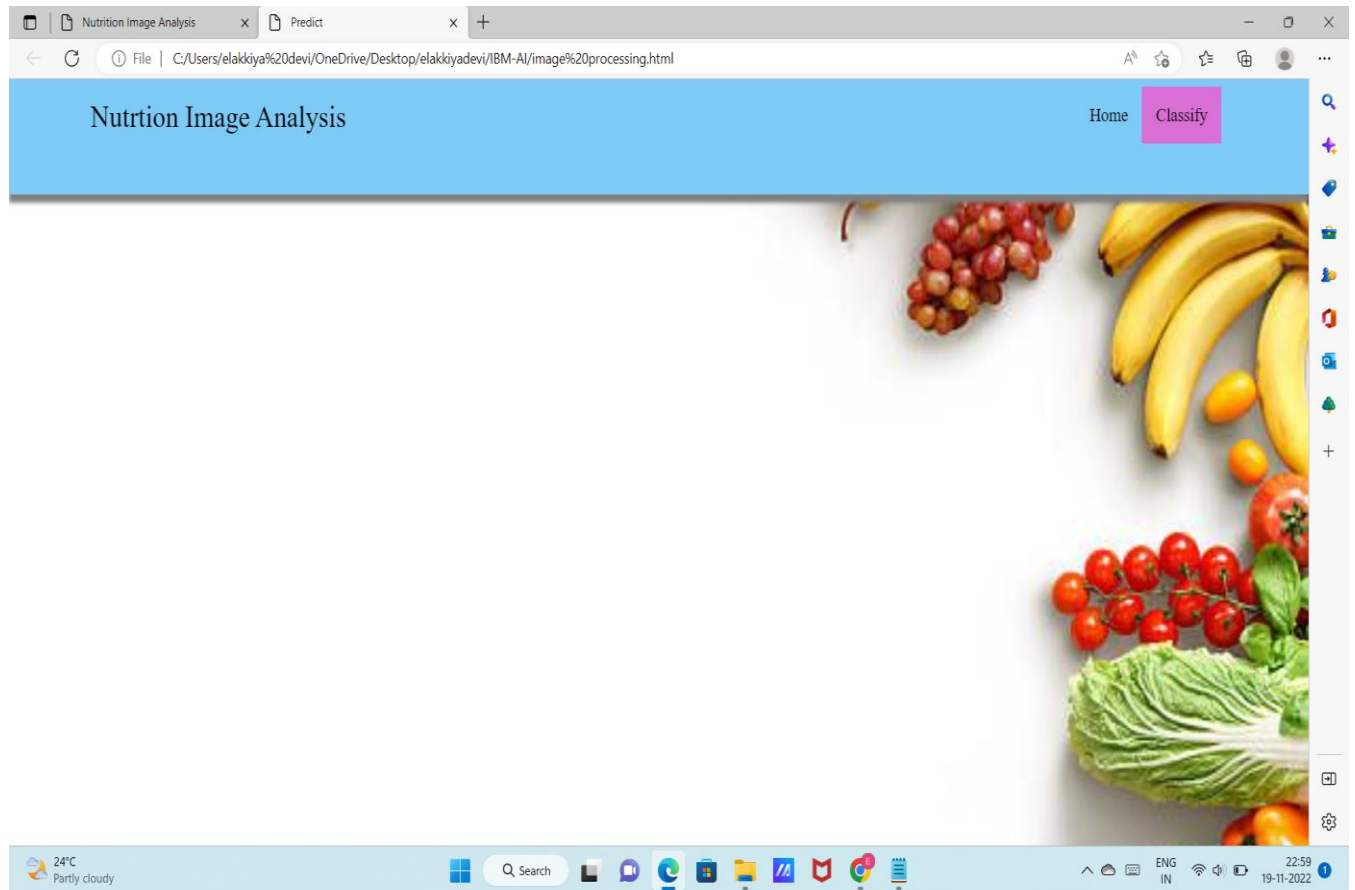 Nutrition Image Analysis
Predict
File | C:/Users/elakkiya%20devi/OneDrive/Desktop/elakkiyadevi/IBM-AI/image%20processing.html
Nutrtion Image Analysis
Home
Classify
24°C
Partly cloudy
Search
ENG
IN
22:59
19-11-2022
1